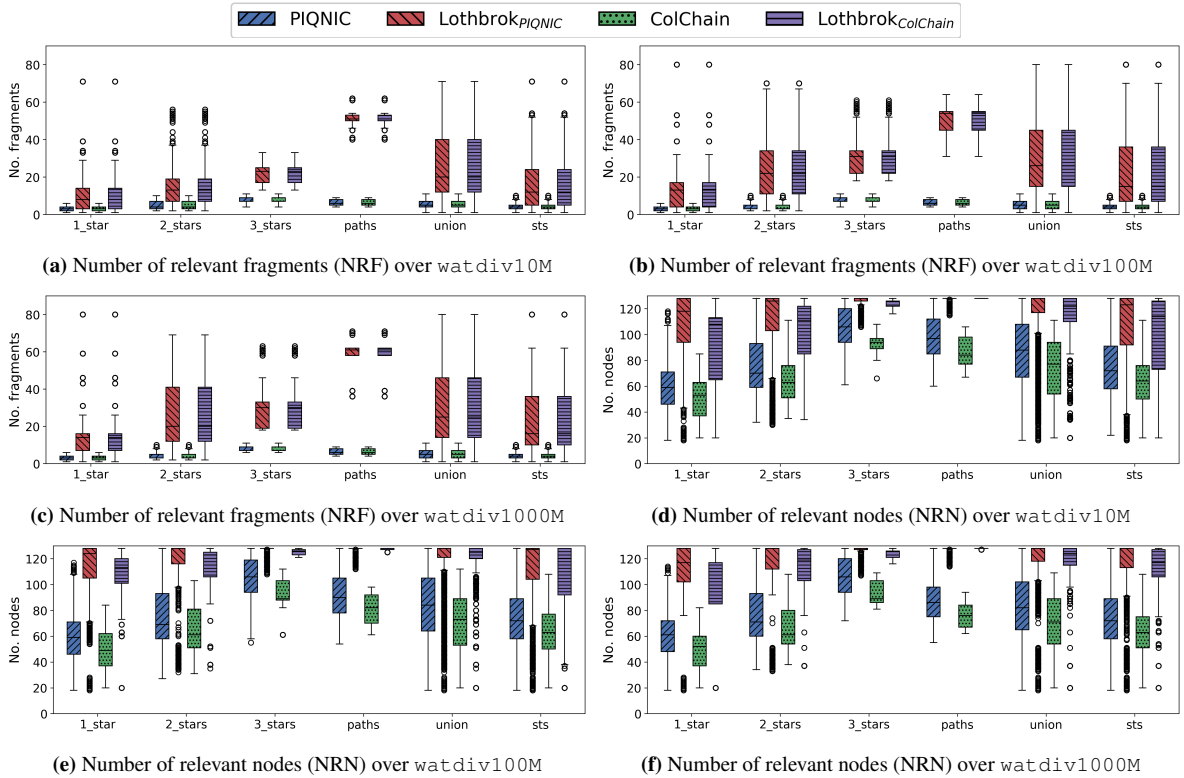 PIQNIC Lothbrok_PIQNIC ColChain Lothbrok_ColChain
No. fragments
80
60
40
20
0
1_star 2_stars 3_stars paths union sts
(a) Number of relevant fragments (NRF) over watdiv10M
No. fragments
80
60
40
20
0
1_star 2_stars 3_stars paths union sts
(b) Number of relevant fragments (NRF) over watdiv100M
No. fragments
80
60
40
20
0
1_star 2_stars 3_stars paths union sts
(c) Number of relevant fragments (NRF) over watdiv1000M
No. nodes
120
100
80
60
40
20
0
1_star 2_stars 3_stars paths union sts
(d) Number of relevant nodes (NRN) over watdiv10M
No. nodes
120
100
80
60
40
20
0
1_star 2_stars 3_stars paths union sts
(e) Number of relevant nodes (NRN) over watdiv100M
No. nodes
120
100
80
60
40
20
0
1_star 2_stars 3_stars paths union sts
(f) Number of relevant nodes (NRN) over watdiv1000M